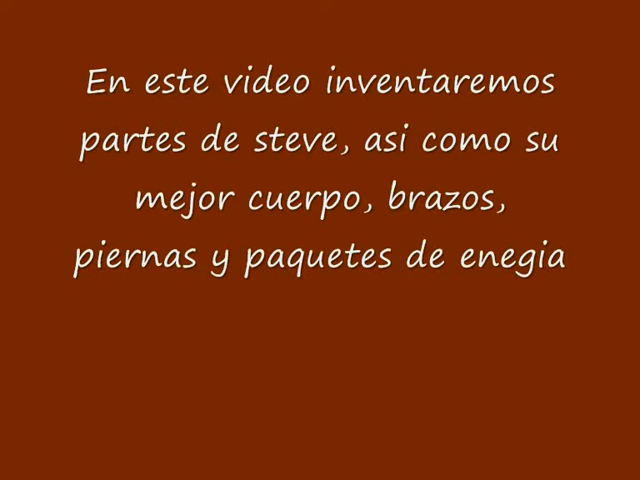 En este video inventaremos
partes de steve, asi como su
mejor cuerpo, brazos,
piernas y paquetes de enegia